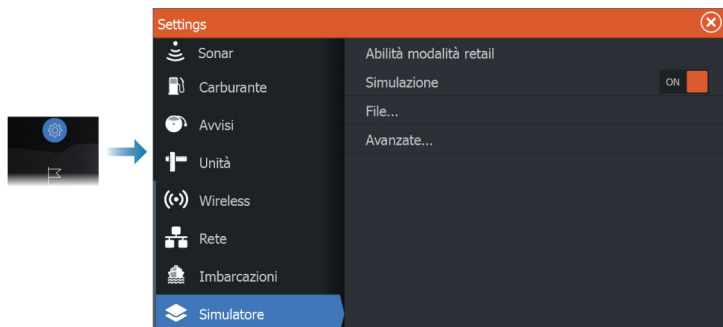 Settings
Sonar
Carburante
Avvisi
Unità
Wireless
Rete
Imbarcazioni
Simulatore
Abilità modalità retail
Simulazione ON
File...
Avanzate...